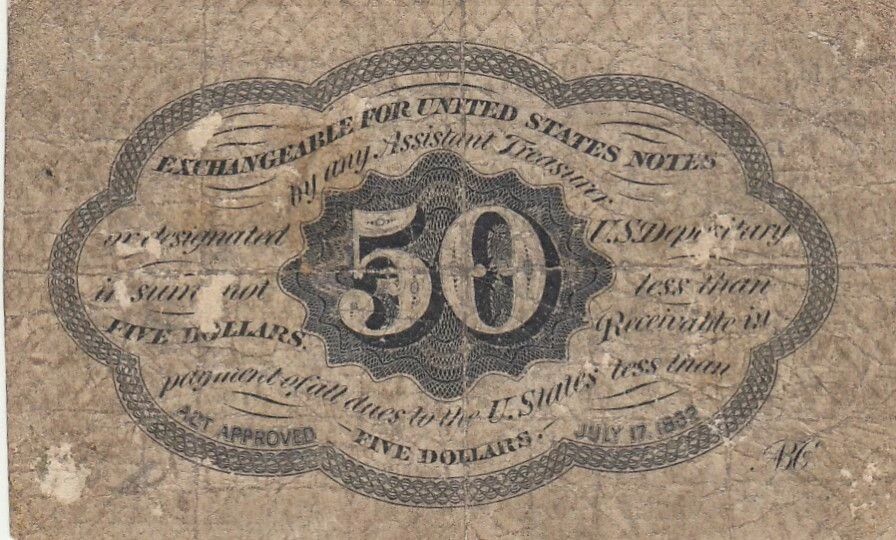 EXCHANGEABLE FOR UNITED STATES NOTES
by any Assistant Treasurer
or designated U.S. Depositary
in sums not less than
FIVE DOLLARS. Receivable in
payment of all dues to the U. States less than
FIVE DOLLARS.
ACT APPROVED JULY 17, 1862
50
ABC